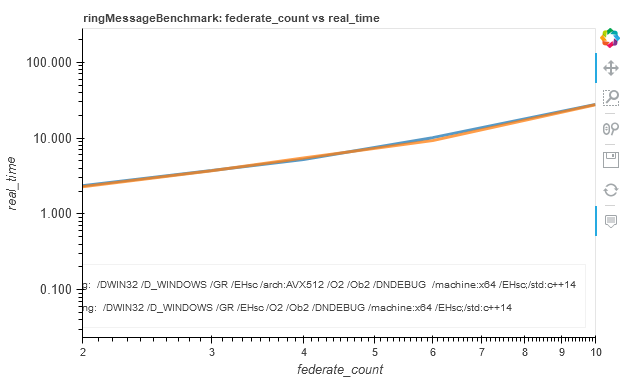 ringMessageBenchmark: federate_count vs real_time
100.000
10.000
1.000
0.100
real_time
g: /DWIN32 /D_WINDOWS /GR /EHsc /arch:AVX512 /O2 /Ob2 /DNDEBUG /machine:x64 /EHsc;/std:c++14
ng: /DWIN32 /D_WINDOWS /GR /EHsc /O2 /Ob2 /DNDEBUG /machine:x64 /EHsc;/std:c++14
2 3 4 5 6 7 8 9 10
federate_count